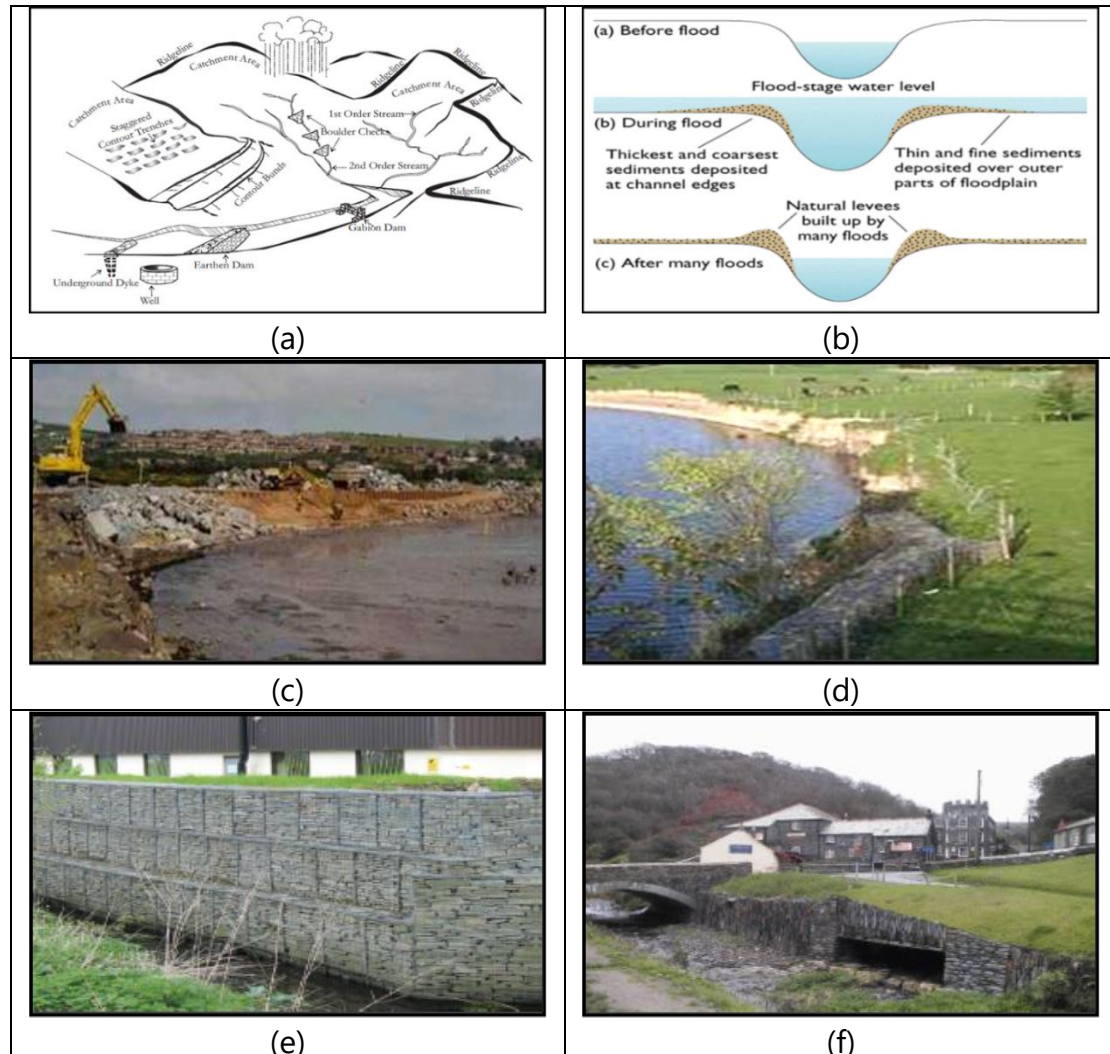 Ridgeline
Catchment Area
Ridgeline
Catchment Area
Ridgeline
Ridgeline
Catchment Area
Staggered
Contour Trenches
1st Order Stream
Boulder Checks
2nd Order Stream
Ridgeline
Contour Bunds
Ridgeline
Gabion Dam
Earthen Dam
Underground Dyke
Well
(a)
(a) Before flood
Flood-stage water level
(b) During flood
Thickest and coarsest
sediments deposited
at channel edges
Thin and fine sediments
deposited over outer
parts of floodplain
Natural levees
built up by
many floods
(c) After many floods
(b)
(c)
(d)
(e)
(f)